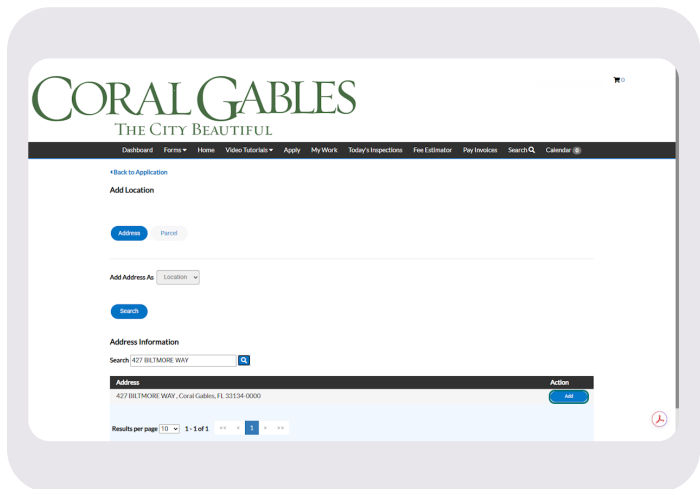 CORAL GABLES
0
THE CITY BEAUTIFUL
Dashboard Forms Home Video Tutorials Apply My Work Today's Inspections Fee Estimator Pay Invoices Search Calendar 0
Back to Application
Add Location
Address Parcel
Add Address As Location
Search
Address Information
Search 427 BILTMORE WAY
Address Action
427 BILTMORE WAY , Coral Gables, FL 33134-0000 Add
Results per page 10 1 - 1 of 1 << < 1 > >>